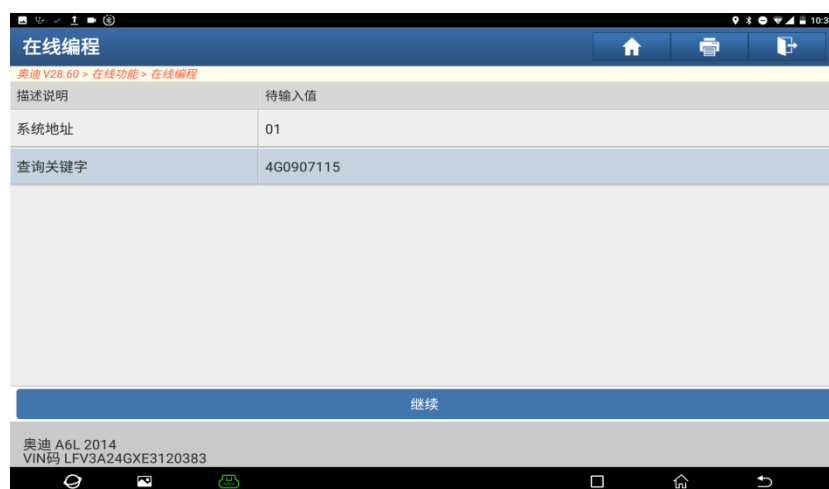 10:3
在线编程
奥迪 V28.60 > 在线功能 > 在线编程
描述说明 待输入值
系统地址 01
查询关键字 4G0907115
继续
奥迪 A6L 2014
VIN码 LFV3A24GXE3120383